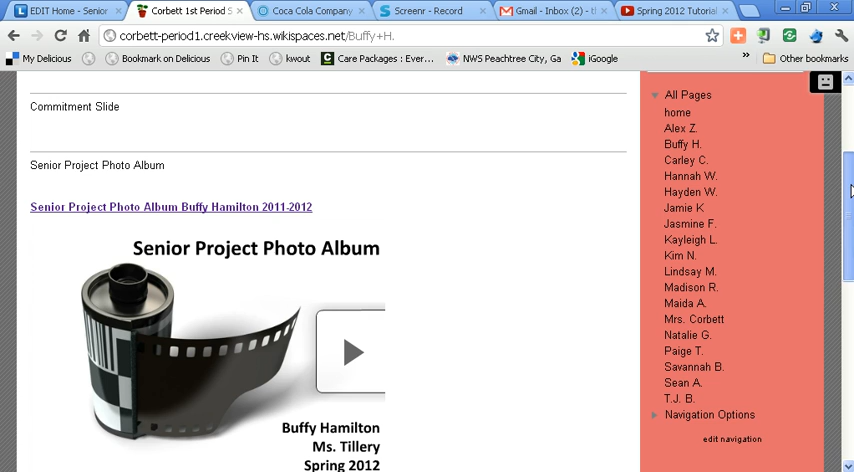 EDIT Home - Senior
Corbett 1st Period S
Coca Cola Company
Screenr - Record
Gmail - Inbox (2) - t
Spring 2012 Tutorial
corbett-period1.creekview-hs.wikispaces.net/Buffy+H.
My Delicious
Bookmark on Delicious
Pin It
kwout
Care Packages : Ever...
NWS Peachtree City, Ga
iGoogle
»
Other bookmarks
Commitment Slide
Senior Project Photo Album
Senior Project Photo Album Buffy Hamilton 2011-2012
Senior Project Photo Album
Buffy Hamilton
Ms. Tillery
Spring 2012
All Pages
home
Alex Z.
Buffy H.
Carley C.
Hannah W.
Hayden W.
Jamie K
Jasmine F.
Kayleigh L.
Kim N.
Lindsay M.
Madison R.
Maida A.
Mrs. Corbett
Natalie G.
Paige T.
Savannah B.
Sean A.
T.J. B.
Navigation Options
edit navigation